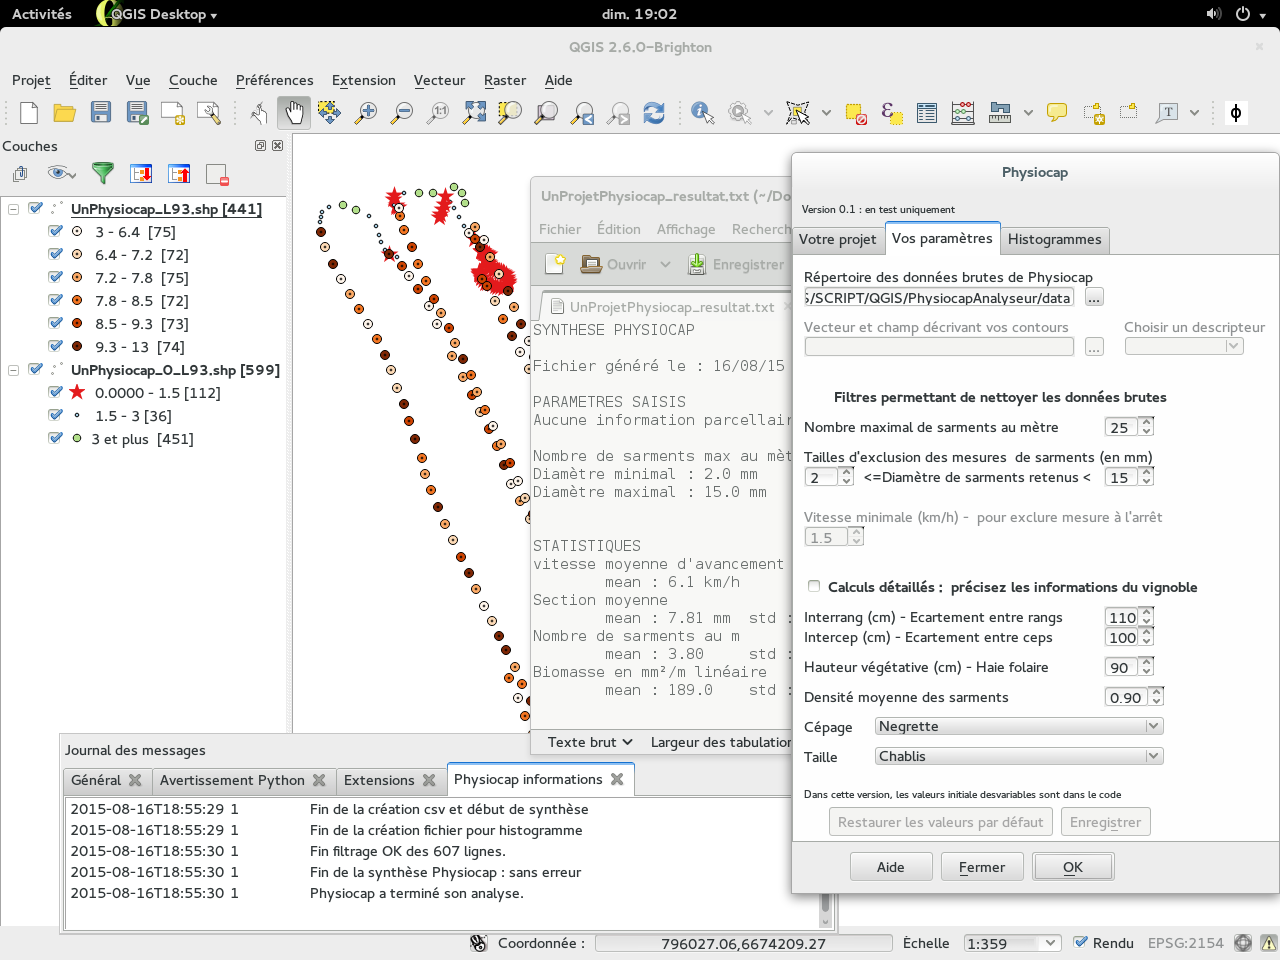 Activités
QGIS Desktop
dim. 19:02
QGIS 2.6.0-Brighton
Projet Éditer Vue Couche Préférences Extension Vecteur Raster Aide
Couches
UnPhysiocap_L93.shp [441]
3 - 6.4 [75]
6.4 - 7.2 [72]
7.2 - 7.8 [75]
7.8 - 8.5 [72]
8.5 - 9.3 [73]
9.3 - 13 [74]
UnPhysiocap_0_L93.shp [599]
0.0000 - 1.5 [112]
1.5 - 3 [36]
3 et plus [451]
UnProjetPhysiocap_resultat.txt (~/Do
Fichier Édition Affichage Recherch
Ouvrir Enregistrer
UnProjetPhysiocap_resultat.txt
SYNTHESE PHYSIOCAP
Fichier généré le : 16/08/15
PARAMETRES SAISIS
Aucune information parcellair
Nombre de sarments max au mèt
Diamètre minimal : 2.0 mm
Diamètre maximal : 15.0 mm
STATISTIQUES
vitesse moyenne d'avancement
mean : 6.1 km/h
Section moyenne
mean : 7.81 mm std :
Nombre de sarments au m
mean : 3.80 std :
Biomasse en mm²/m linéaire
mean : 189.0 std :
Texte brut Largeur des tabulation
Physiocap
Version 0.1 : en test uniquement
Votre projet Vos paramètres Histogrammes
Répertoire des données brutes de Physiocap
S/SCRIPT/QGIS/PhysiocapAnalyseur/data ...
Vecteur et champ décrivant vos contours Choisir un descripteur
...
Filtres permettant de nettoyer les données brutes
Nombre maximal de sarments au mètre 25
Tailles d'exclusion des mesures de sarments (en mm)
2 <=Diamètre de sarments retenus < 15
Vitesse minimale (km/h) - pour exclure mesure à l'arrêt
1.5
Calculs détaillés : précisez les informations du vignoble
Interrang (cm) - Ecartement entre rangs 110
Intercep (cm) - Ecartement entre ceps 100
Hauteur végétative (cm) - Haie folaire 90
Densité moyenne des sarments 0.90
Cépage Negrette
Taille Chablis
Dans cette version, les valeurs initiale desvariables sont dans le code
Restaurer les valeurs par défaut Enregistrer
Aide Fermer OK
Journal des messages
Général Avertissement Python Extensions Physiocap informations
2015-08-16T18:55:29 1 Fin de la création csv et début de synthèse
2015-08-16T18:55:29 1 Fin de la création fichier pour histogramme
2015-08-16T18:55:30 1 Fin filtrage OK des 607 lignes.
2015-08-16T18:55:30 1 Fin de la synthèse Physiocap : sans erreur
2015-08-16T18:55:30 1 Physiocap a terminé son analyse.
Coordonnée : 796027.06,6674209.27 Échelle 1:359 Rendu EPSG:2154